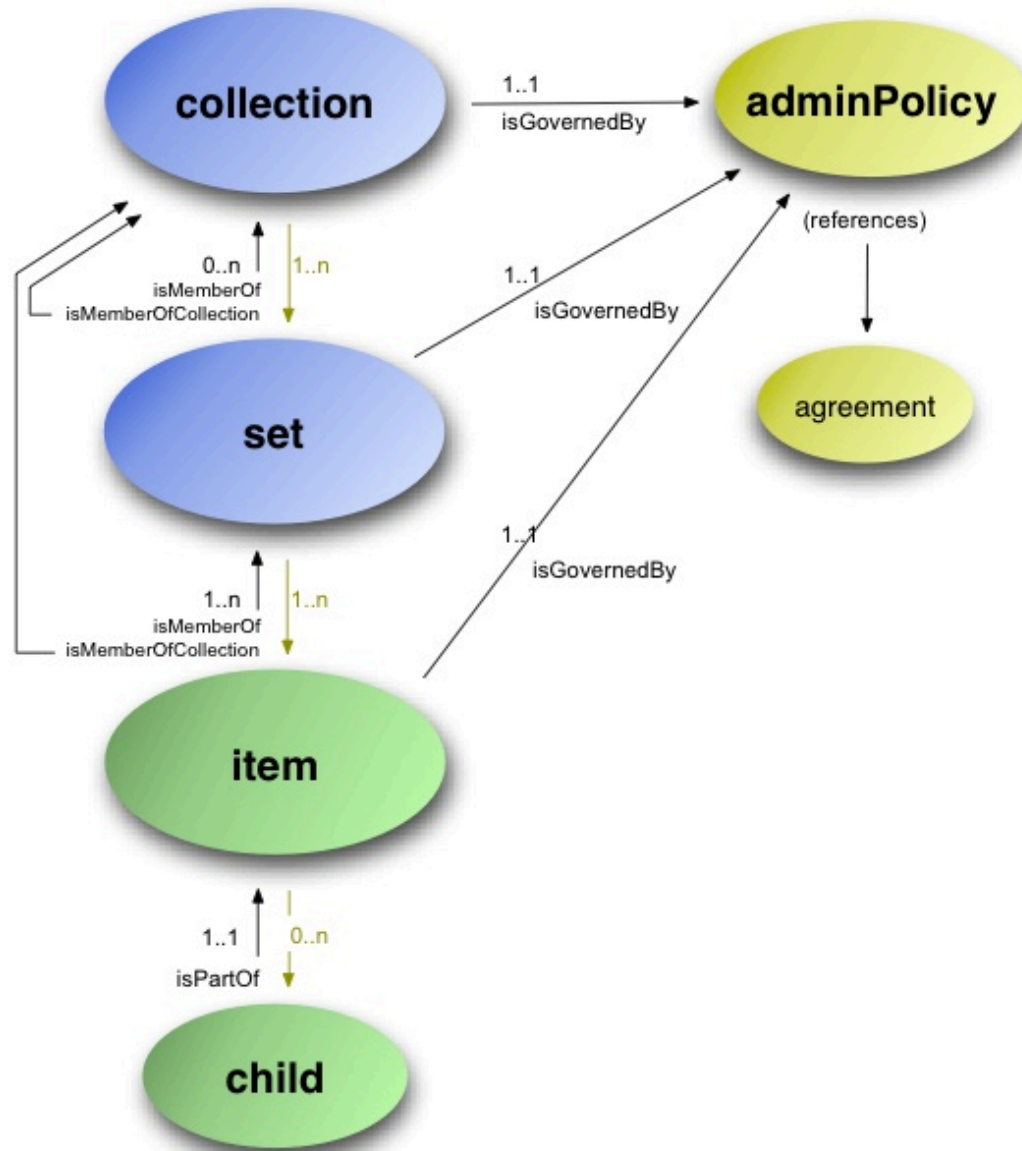 collection
1..1
isGovernedBy
adminPolicy
(references)
0..n
1..n
isMemberOf
isMemberOfCollection
1..1
isGovernedBy
agreement
set
1..n
1..n
isMemberOf
isMemberOfCollection
1..1
isGovernedBy
item
1..1
0..n
isPartOf
child